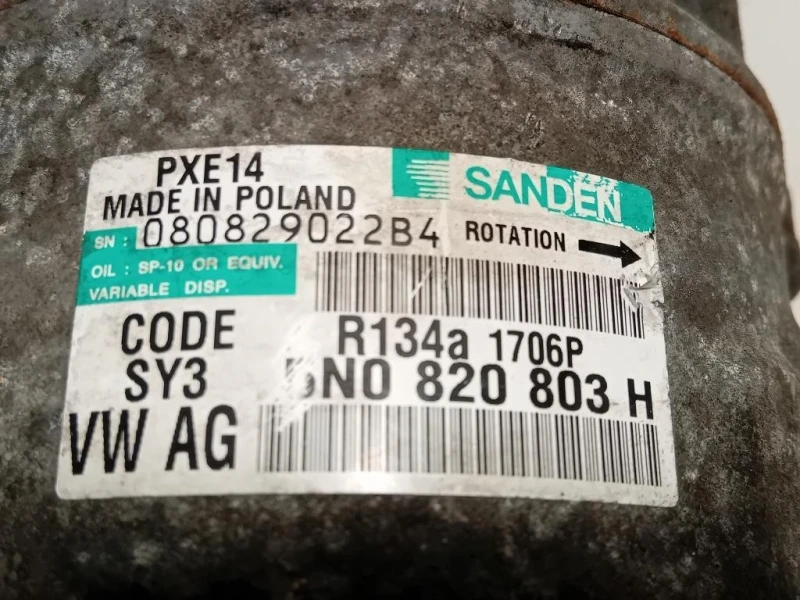 PXE14
SANDEN
MADE IN POLAND
SN : 080829022B4
ROTATION
OIL : SP-10 OR EQUIV.
VARIABLE DISP.
CODE
R134a 1706P
SY3
5N0 820 803 H
VW AG